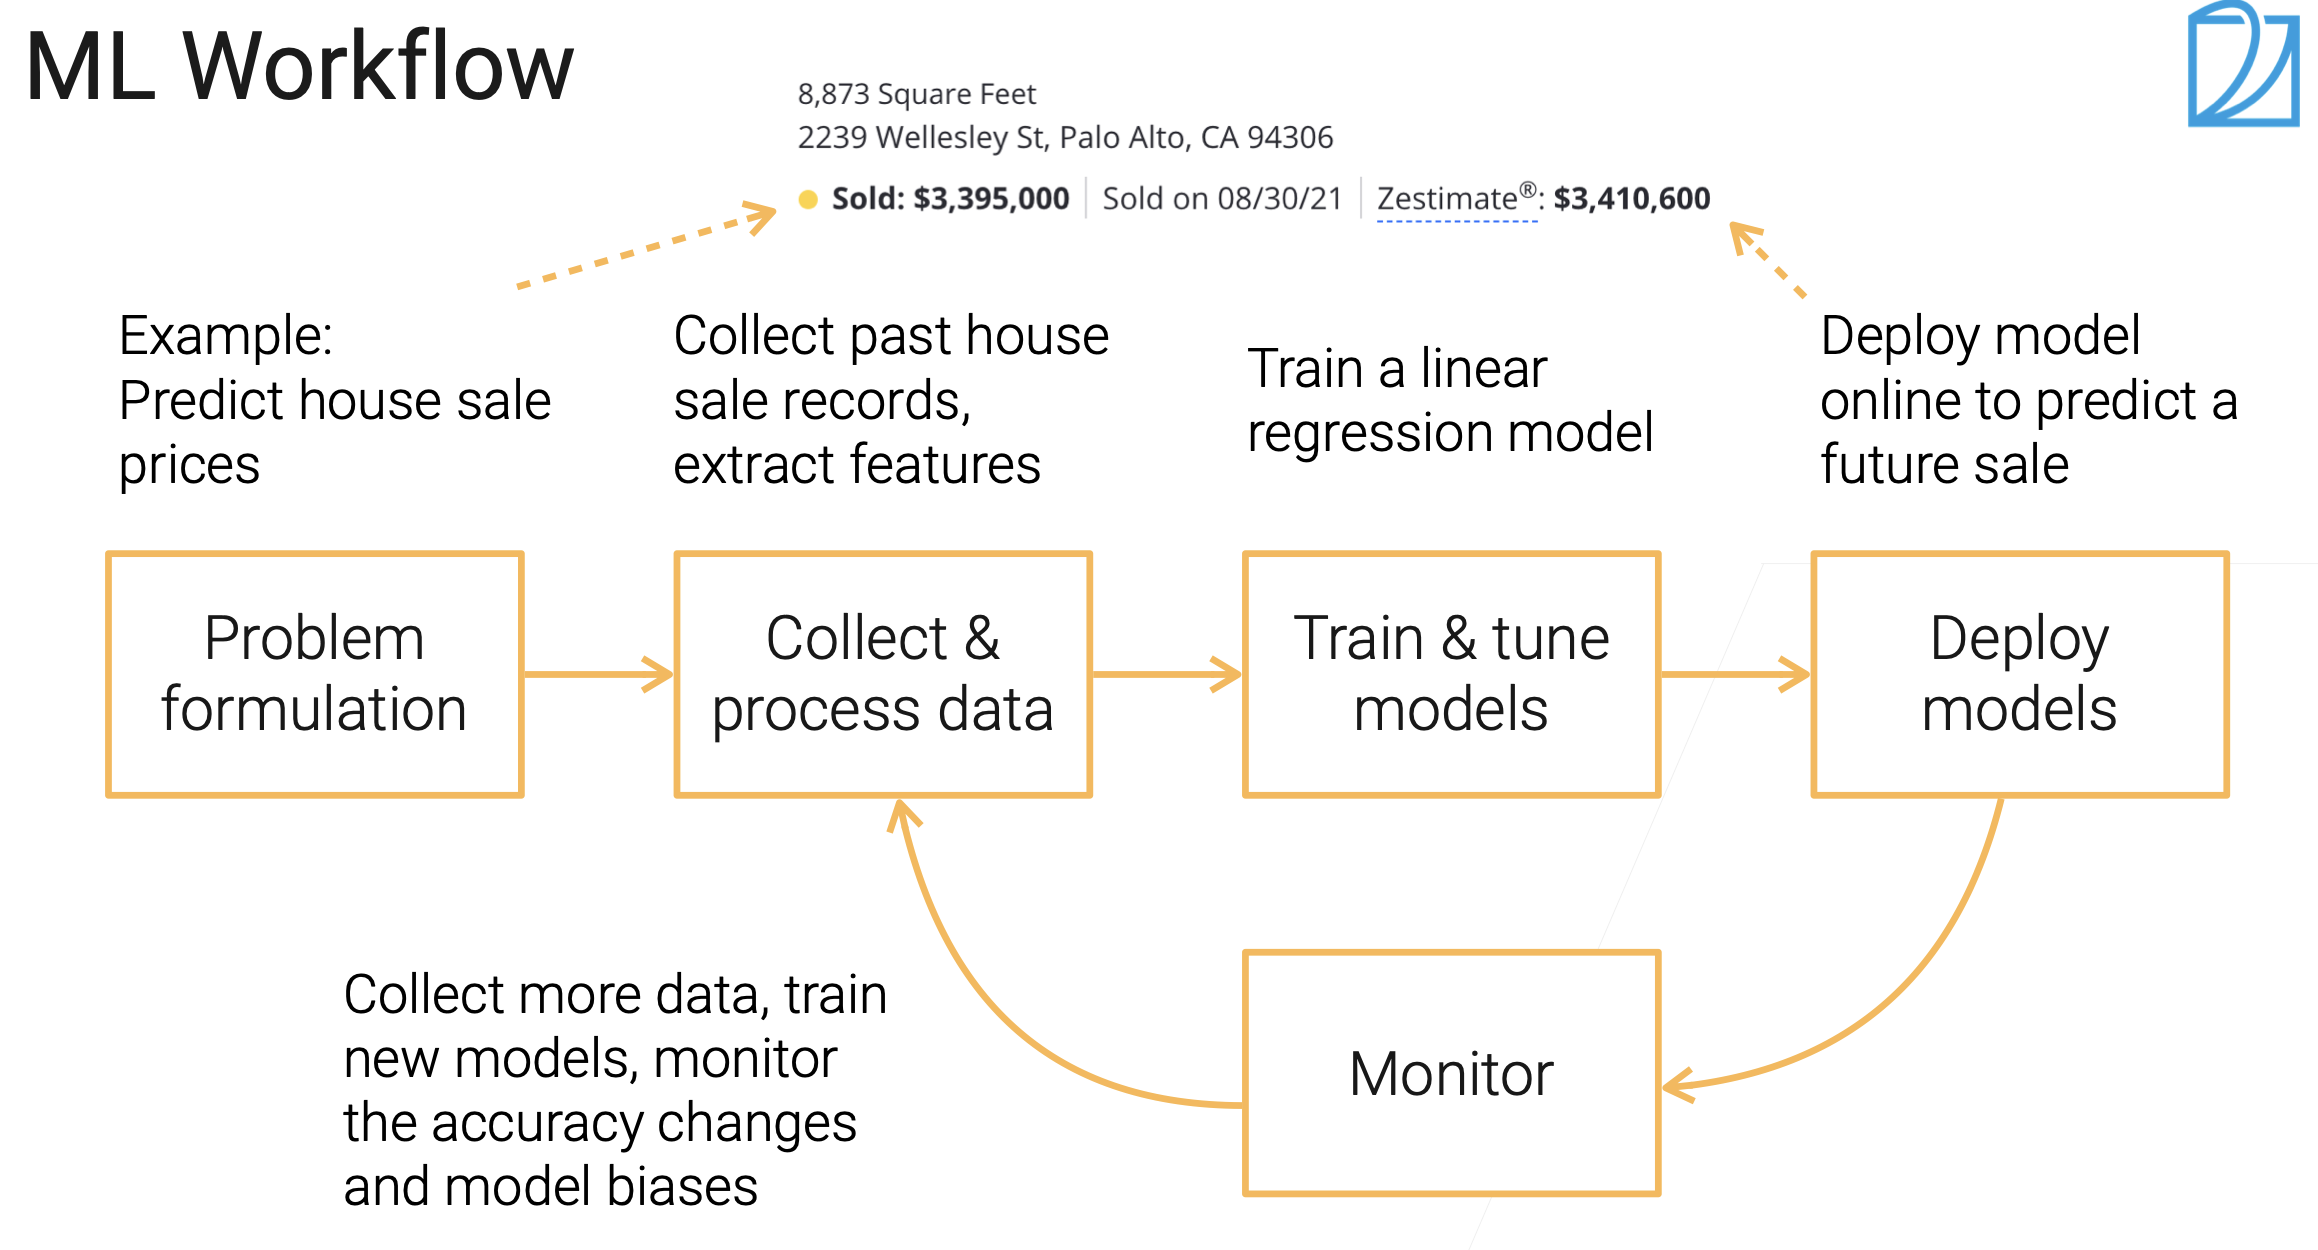 ML Workflow
8,873 Square Feet
2239 Wellesley St, Palo Alto, CA 94306
Sold: $3,395,000 Sold on 08/30/21 Zestimate®: $3,410,600
Example:
Predict house sale
prices
Collect past house
sale records,
extract features
Train a linear
regression model
Deploy model
online to predict a
future sale
Problem
formulation
Collect &
process data
Train & tune
models
Deploy
models
Collect more data, train
new models, monitor
the accuracy changes
and model biases
Monitor